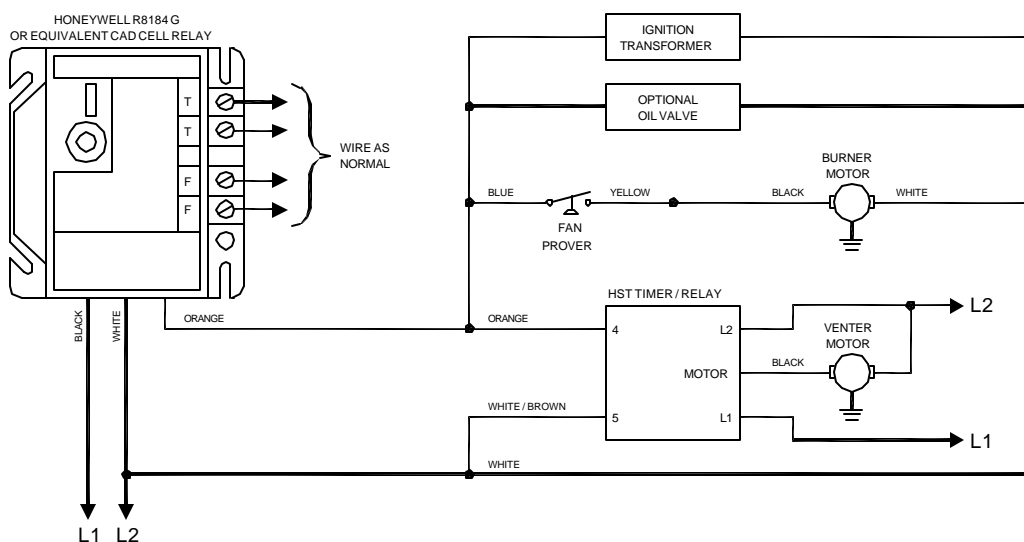 HONEYWELL R8184 G
OR EQUIVALENT CAD CELL RELAY
T
T
F
F
WIRE AS
NORMAL
IGNITION
TRANSFORMER
OPTIONAL
OIL VALVE
BLUE
YELLOW
FAN
PROVER
BLACK
BURNER
MOTOR
WHITE
BLACK
WHITE
ORANGE
ORANGE
HST TIMER / RELAY
4
L2
MOTOR
5
L1
VENTER
MOTOR
BLACK
L2
L1
WHITE / BROWN
WHITE
L1
L2